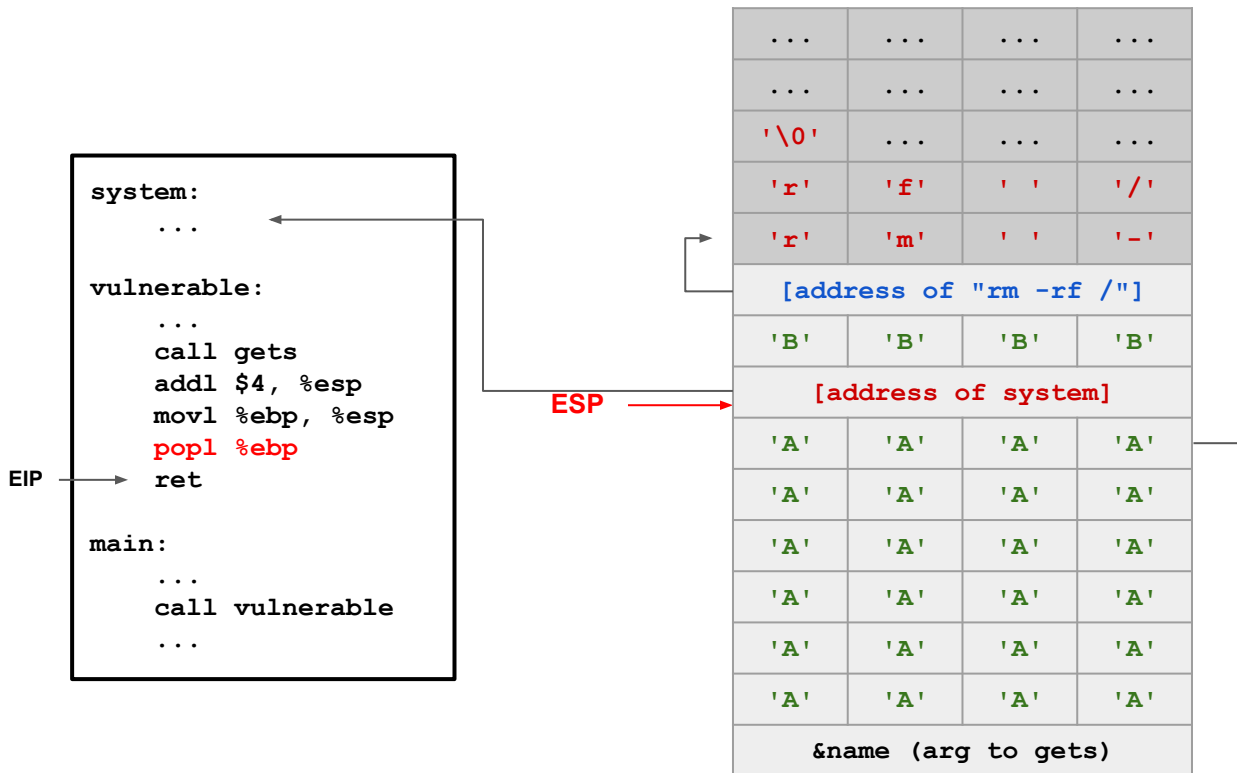 system:
...
vulnerable:
...
call gets
addl $4, %esp
movl %ebp, %esp
popl %ebp
EIP ret
main:
...
call vulnerable
...
ESP
... ... ... ...
... ... ... ...
'\0' ... ... ...
'r' 'f' ' ' '/'
'r' 'm' ' ' '-'
[address of "rm -rf /"]
'B' 'B' 'B' 'B'
[address of system]
'A' 'A' 'A' 'A'
'A' 'A' 'A' 'A'
'A' 'A' 'A' 'A'
'A' 'A' 'A' 'A'
'A' 'A' 'A' 'A'
'A' 'A' 'A' 'A'
&name (arg to gets)